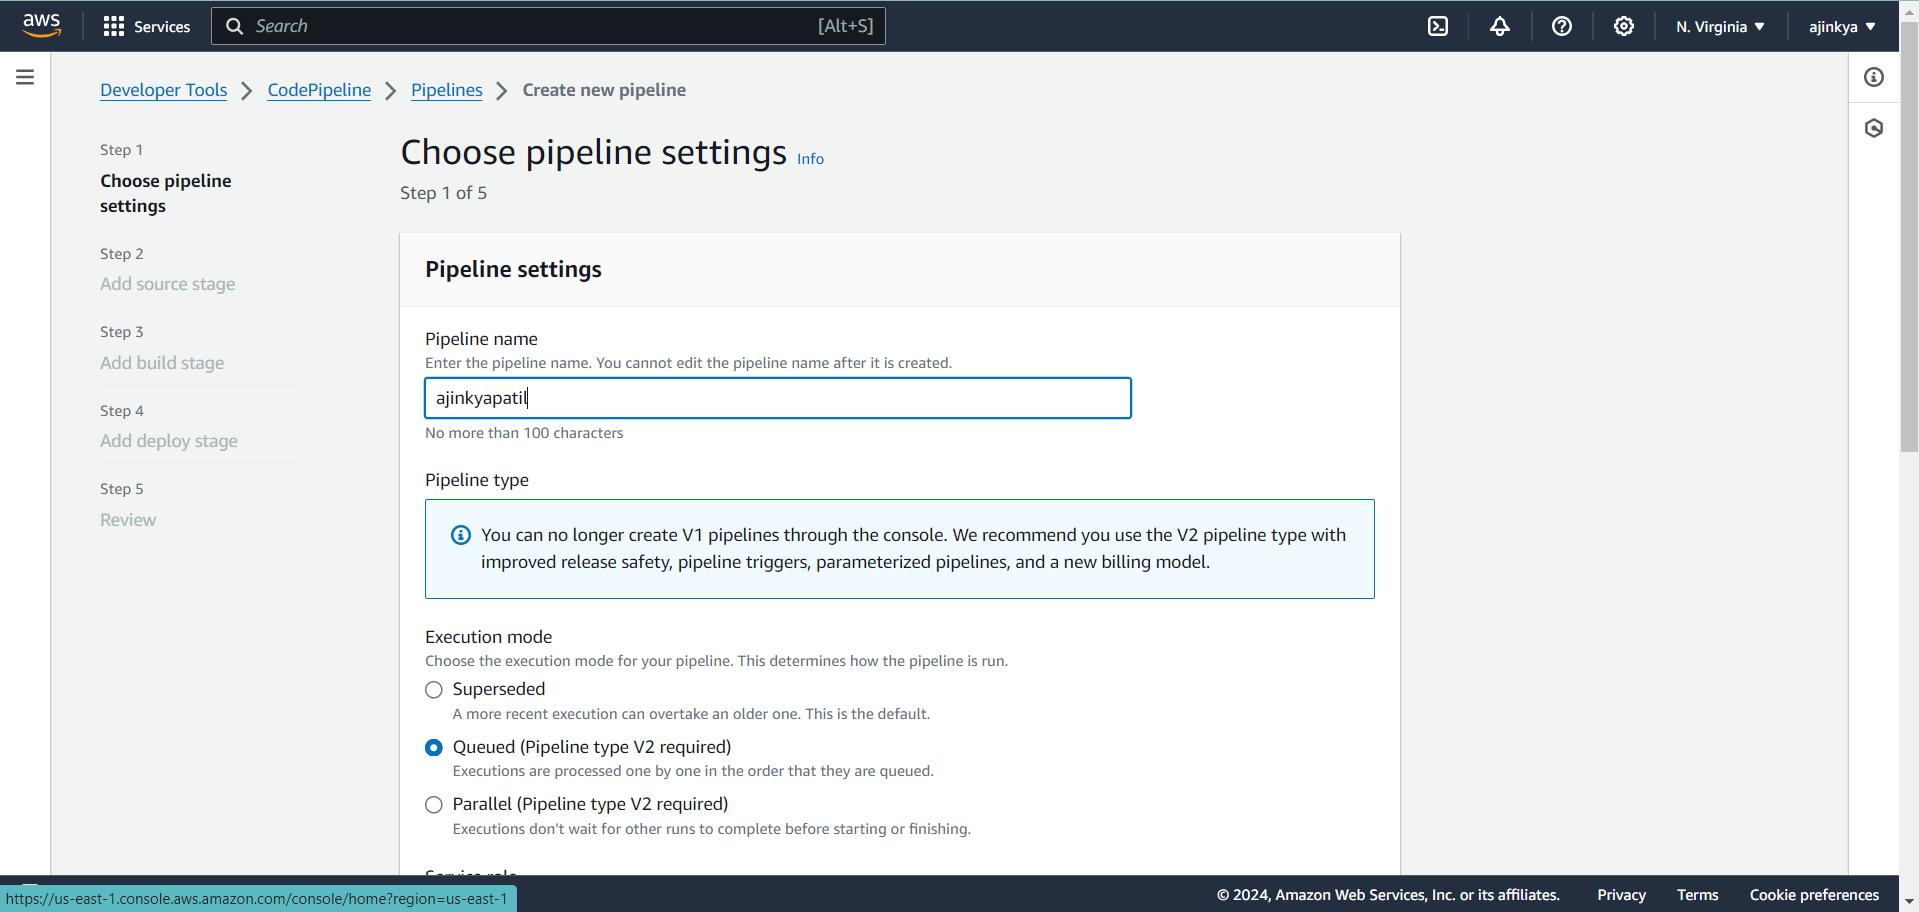 aws
Services
Search
[Alt+S]
N. Virginia ▼
ajinkya ▼
Developer Tools > CodePipeline > Pipelines > Create new pipeline
Step 1
Choose pipeline
settings
Step 2
Add source stage
Step 3
Add build stage
Step 4
Add deploy stage
Step 5
Review
Choose pipeline settings Info
Step 1 of 5
Pipeline settings
Pipeline name
Enter the pipeline name. You cannot edit the pipeline name after it is created.
ajinkyapatil
No more than 100 characters
Pipeline type
You can no longer create V1 pipelines through the console. We recommend you use the V2 pipeline type with
improved release safety, pipeline triggers, parameterized pipelines, and a new billing model.
Execution mode
Choose the execution mode for your pipeline. This determines how the pipeline is run.
Superseded
A more recent execution can overtake an older one. This is the default.
Queued (Pipeline type V2 required)
Executions are processed one by one in the order that they are queued.
Parallel (Pipeline type V2 required)
Executions don't wait for other runs to complete before starting or finishing.
Service role
https://us-east-1.console.aws.amazon.com/console/home?region=us-east-1
© 2024, Amazon Web Services, Inc. or its affiliates.
Privacy
Terms
Cookie preferences